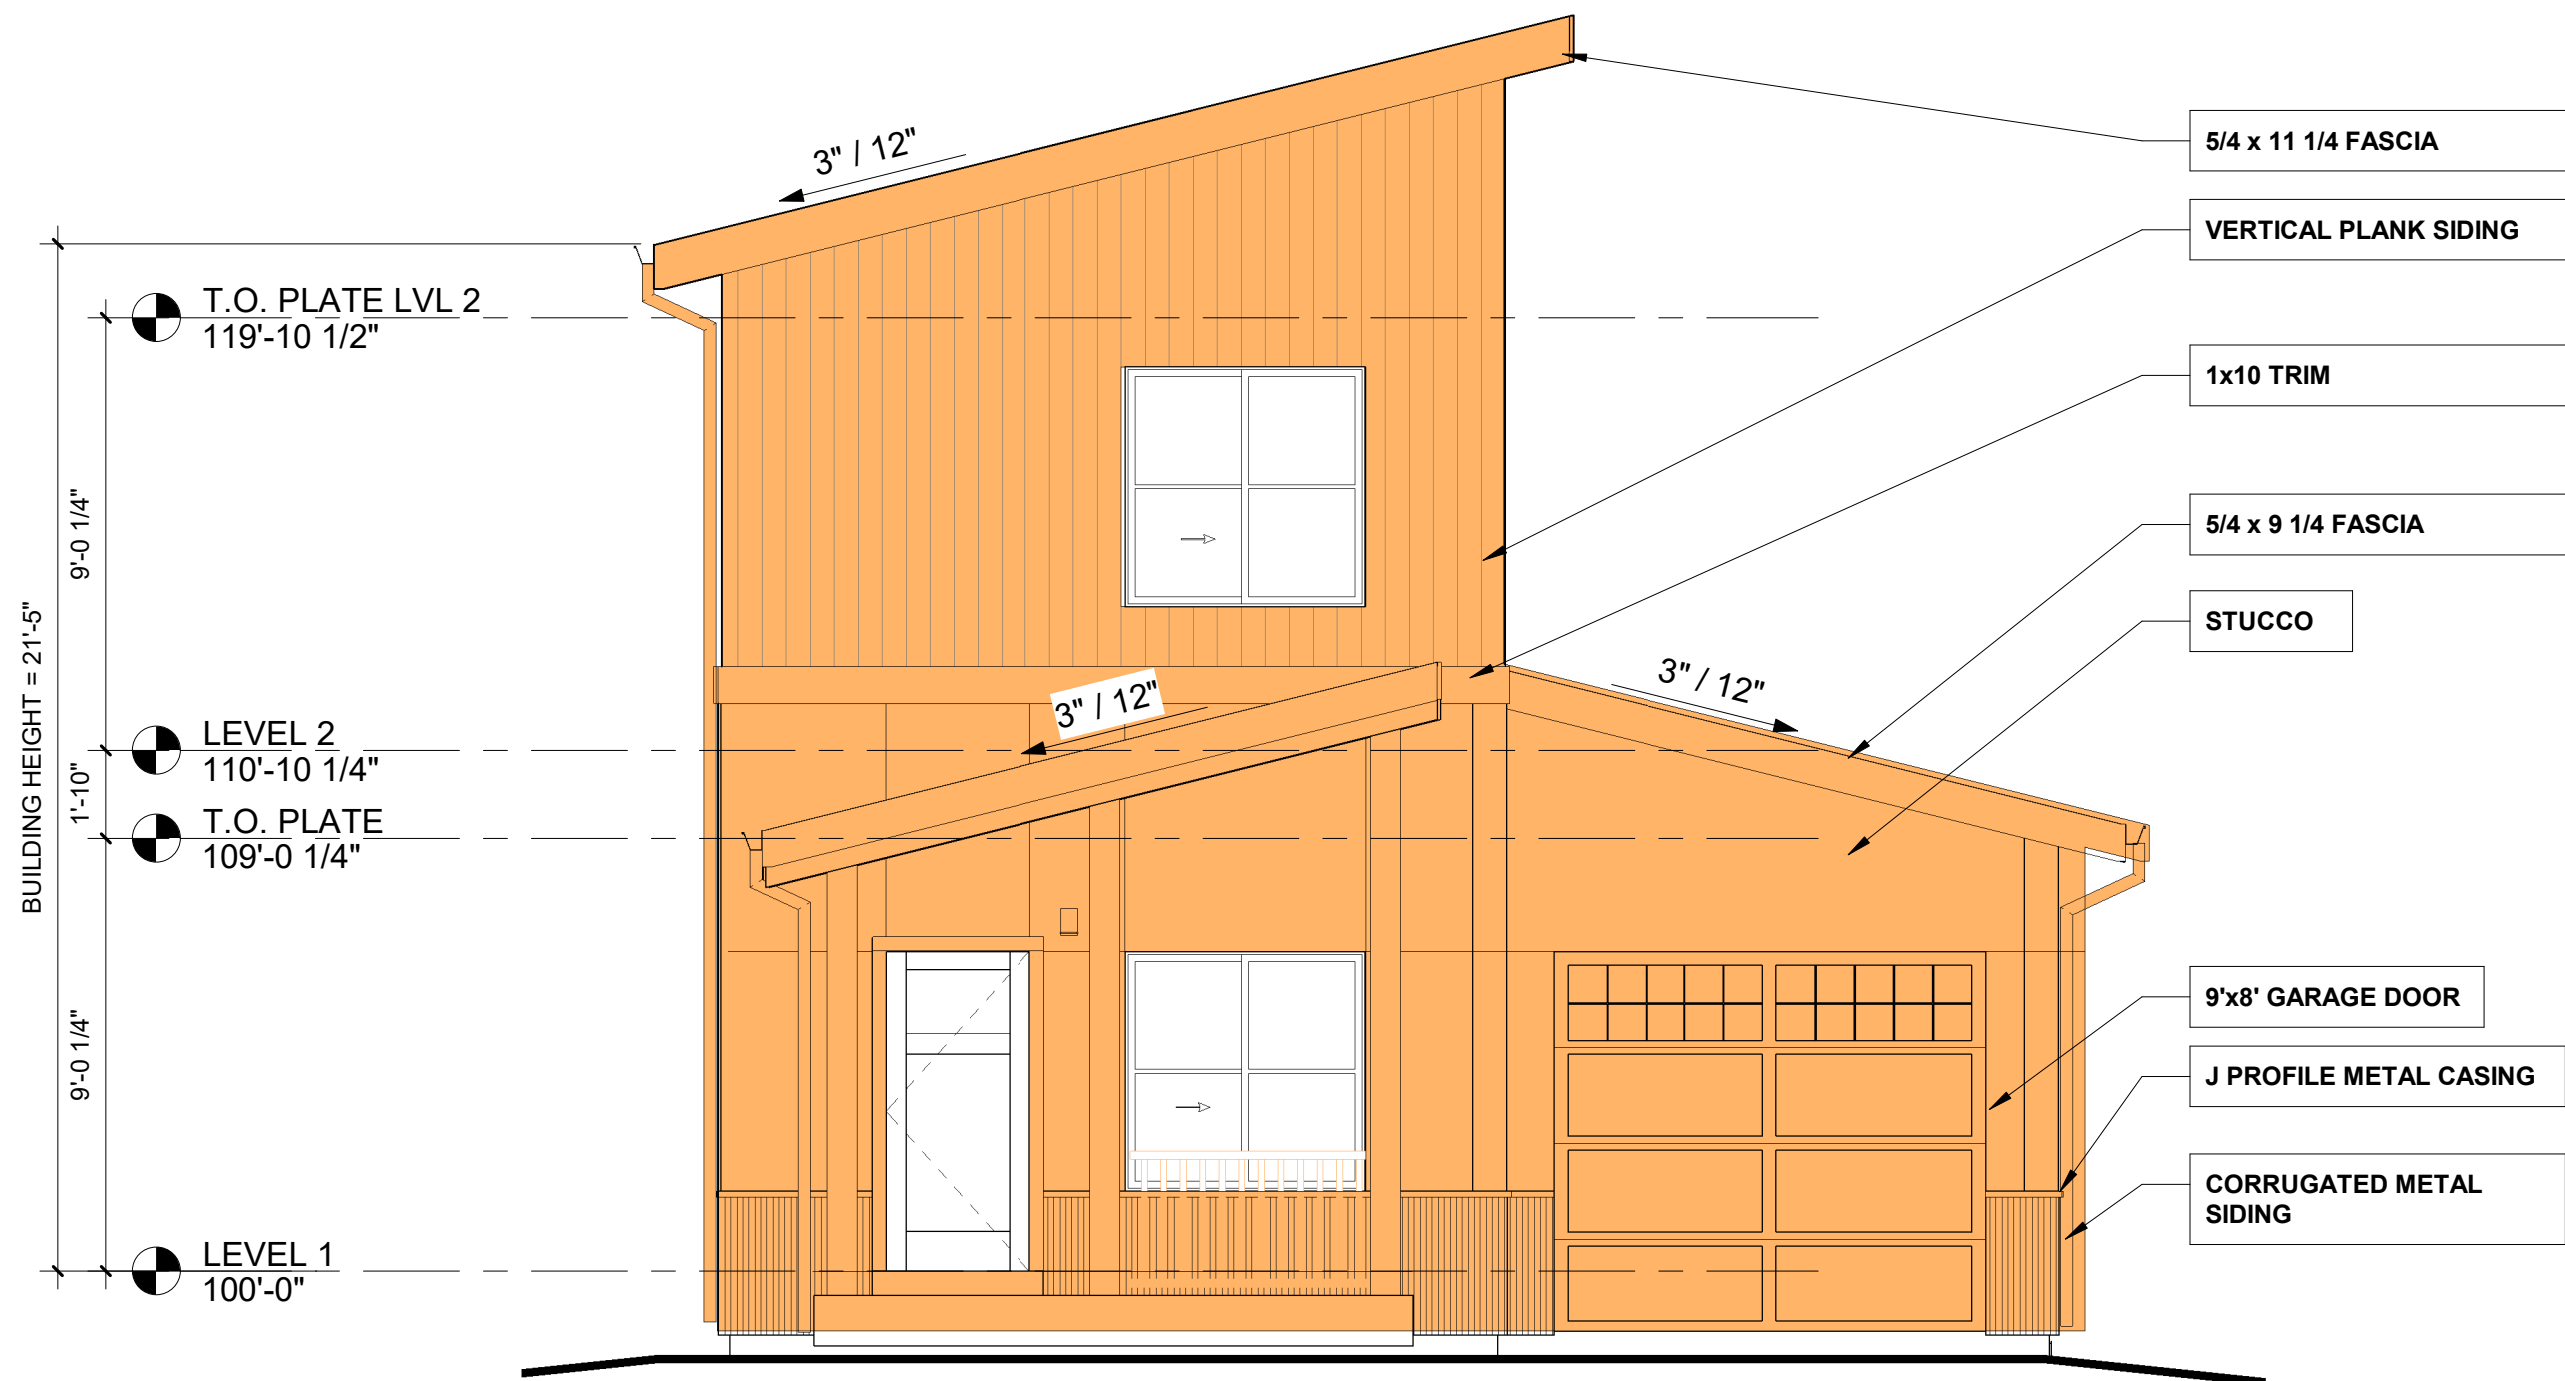 5/4 x 11 1/4 FASCIA
3" / 12"
VERTICAL PLANK SIDING
T.O. PLATE LVL 2
119'-10 1/2"
1x10 TRIM
9'-0 1/4"
5/4 x 9 1/4 FASCIA
STUCCO
BUILDING HEIGHT = 21'-5"
3" / 12"
3" / 12"
LEVEL 2
110'-10 1/4"
1'-10"
T.O. PLATE
109'-0 1/4"
9'x8' GARAGE DOOR
9'-0 1/4"
J PROFILE METAL CASING
CORRUGATED METAL
SIDING
LEVEL 1
100'-0"